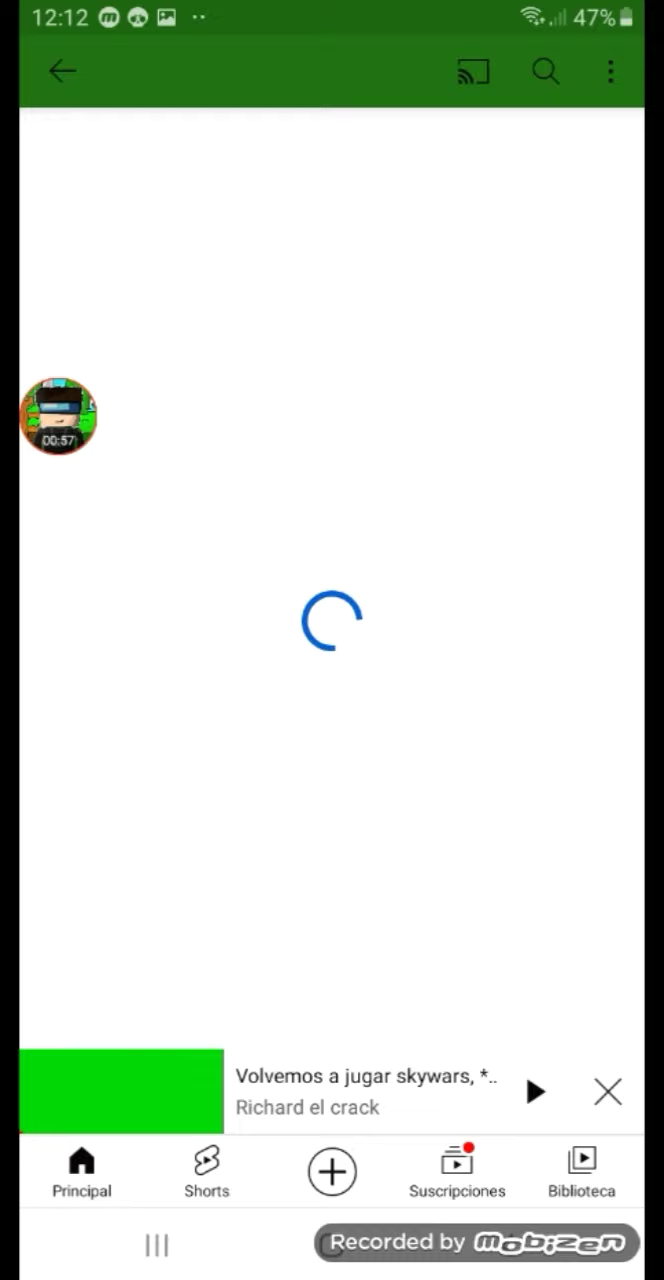 12:12
47%
00:57
Volvemos a jugar skywars, *..
Richard el crack
Principal
Shorts
Suscripciones
Biblioteca
Recorded by mobizen